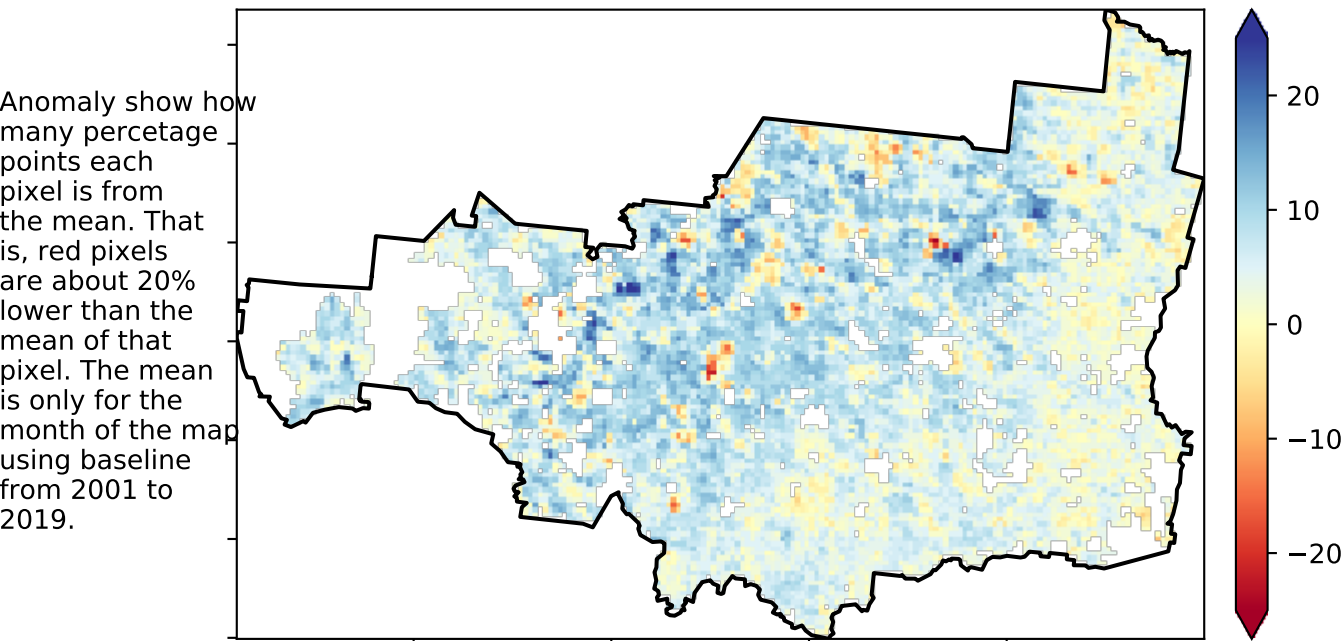 Anomaly show how
many percetage
points each
pixel is from
the mean. That
is, red pixels
are about 20%
lower than the
mean of that
pixel. The mean
is only for the
month of the map
using baseline
from 2001 to
2019.
20
10
0
−10
−20